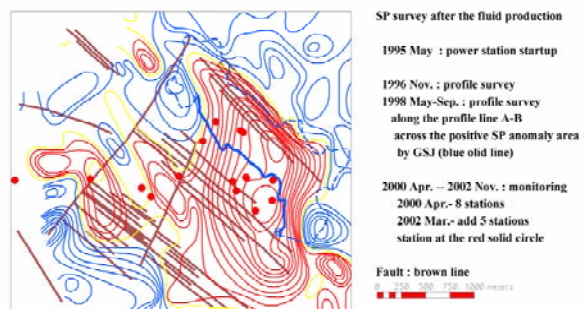 SP survey after the fluid production
1995 May : power station startup
1996 Nov. : profile survey
1998 May-Sep. : profile survey
along the profile line A-B
across the positive SP anomaly area
by GSJ (blue olid line)
2000 Apr. – 2002 Nov. : monitoring
2000 Apr.- 8 stations
2002 Mar.- add 5 stations
station at the red solid circle
Fault : brown line
0 250 500 1000 meters